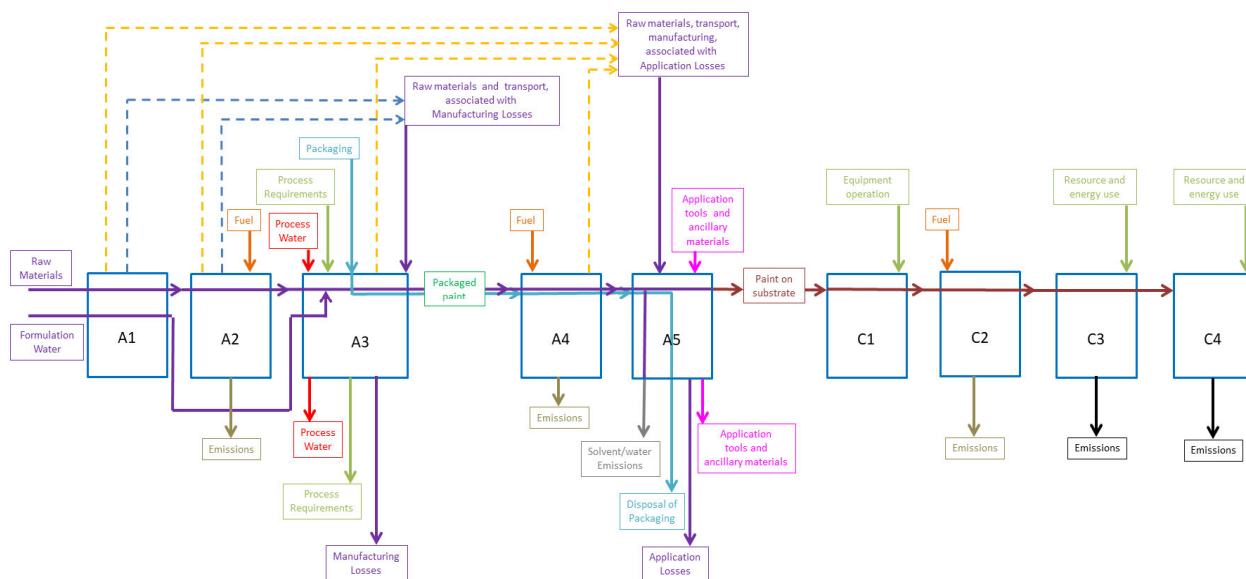 Raw materials, transport,
manufacturing,
associated with
Application Losses
Raw materials and transport,
associated with
Manufacturing Losses
Packaging
Process
Requirements
Equipment
operation
Resource and
energy use
Resource and
energy use
Application
tools and
ancillary
materials
Fuel
Process
Water
Fuel
Fuel
Raw
Materials
Packaged
paint
Paint on
substrate
Formulation
Water
A1
A2
A3
A4
A5
C1
C2
C3
C4
Emissions
Process
Water
Emissions
Solvent/water
Emissions
Application
tools and
ancillary materials
Emissions
Emissions
Emissions
Process
Requirements
Disposal of
Packaging
Manufacturing
Losses
Application
Losses